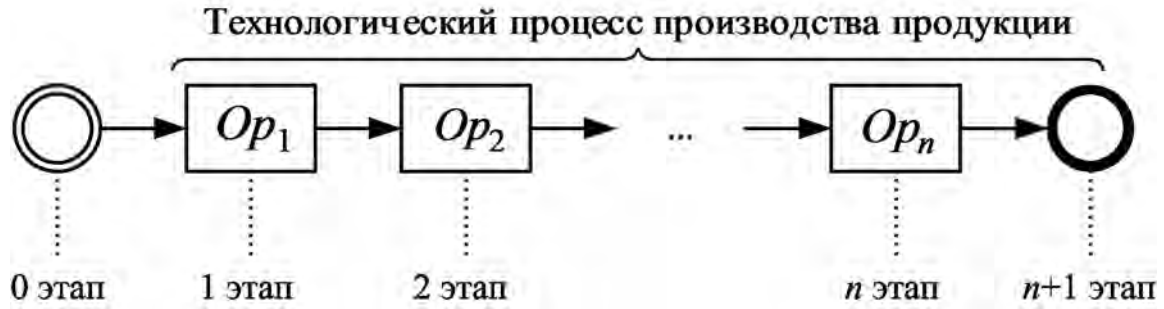 Технологический процесс производства продукции
Op₁ Op₂ ... Opₙ
0 этап 1 этап 2 этап n этап n+1 этап